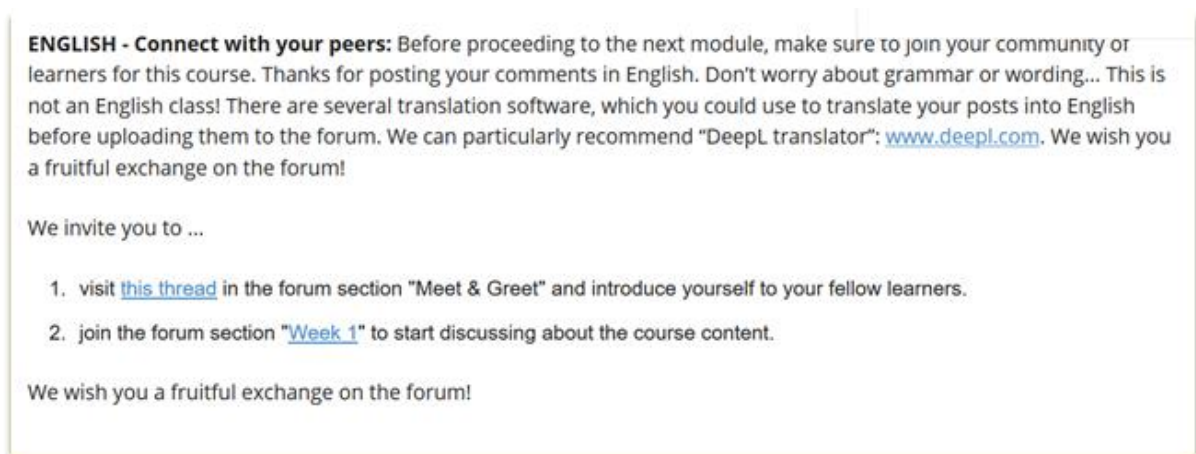 ENGLISH - Connect with your peers: Before proceeding to the next module, make sure to join your community of
learners for this course. Thanks for posting your comments in English. Don't worry about grammar or wording... This is
not an English class! There are several translation software, which you could use to translate your posts into English
before uploading them to the forum. We can particularly recommend “DeepL translator”: www.deepl.com. We wish you
a fruitful exchange on the forum!
We invite you to ...
1. visit this thread in the forum section "Meet & Greet" and introduce yourself to your fellow learners.
2. join the forum section "Week 1" to start discussing about the course content.
We wish you a fruitful exchange on the forum!